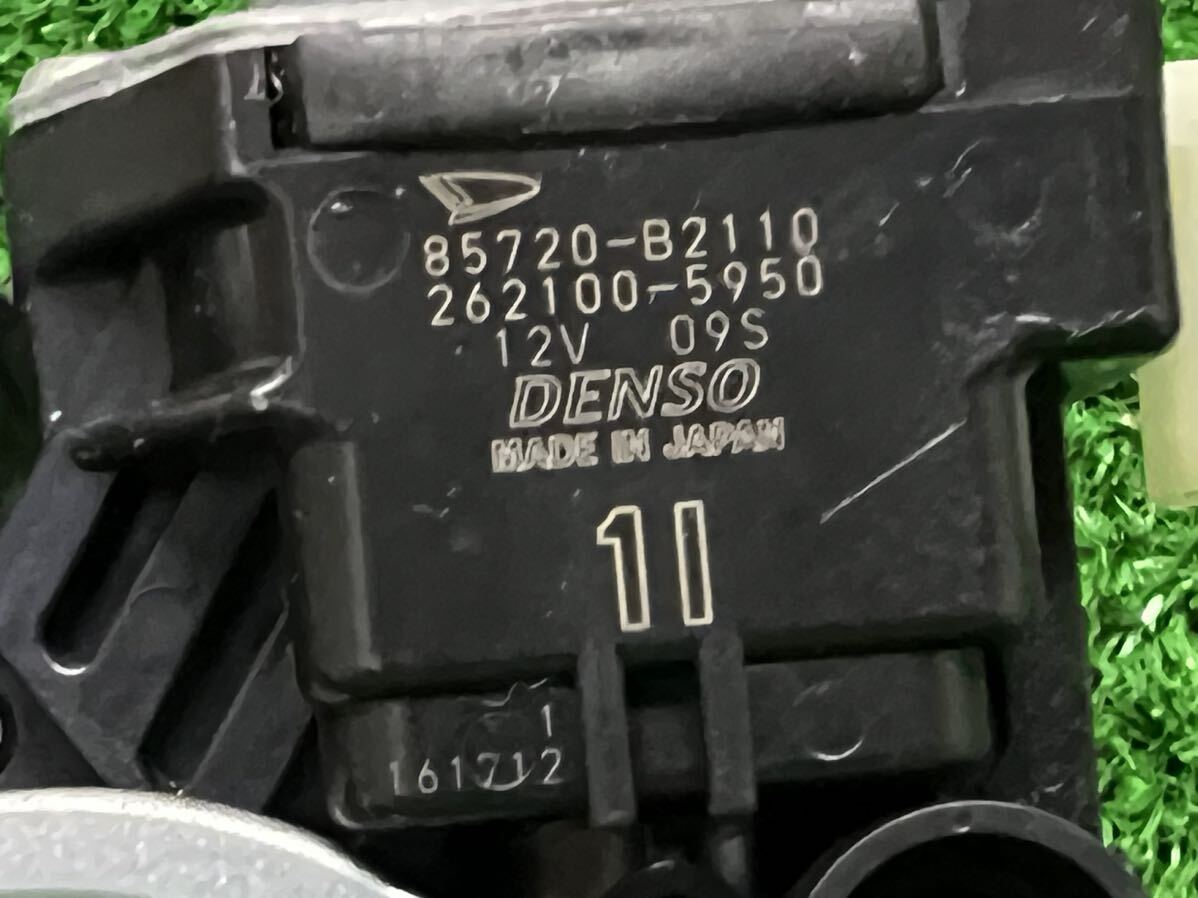 85720-B2110
262100-5950
12V 09S
DENSO
MADE IN JAPAN
11
1
161712